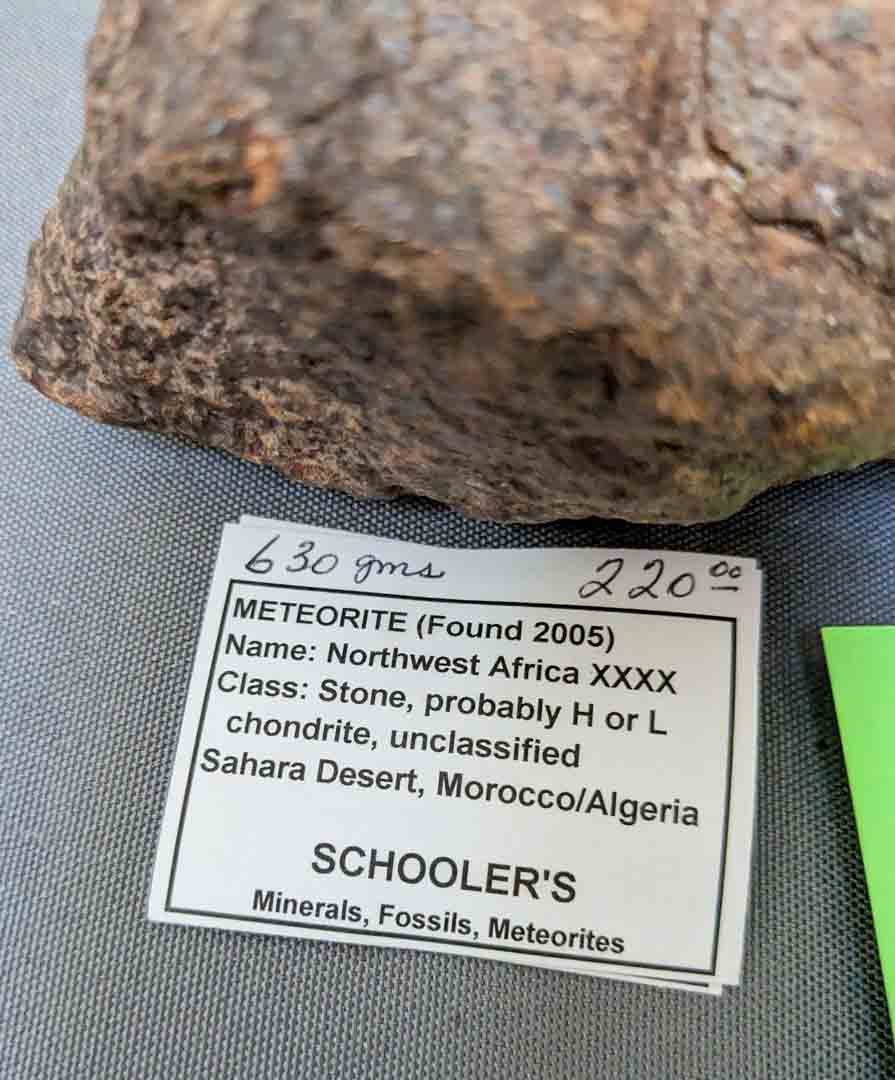 630 gms 220.00
METEORITE (Found 2005)
Name: Northwest Africa XXXX
Class: Stone, probably H or L
chondrite, unclassified
Sahara Desert, Morocco/Algeria
SCHOOLER'S
Minerals, Fossils, Meteorites